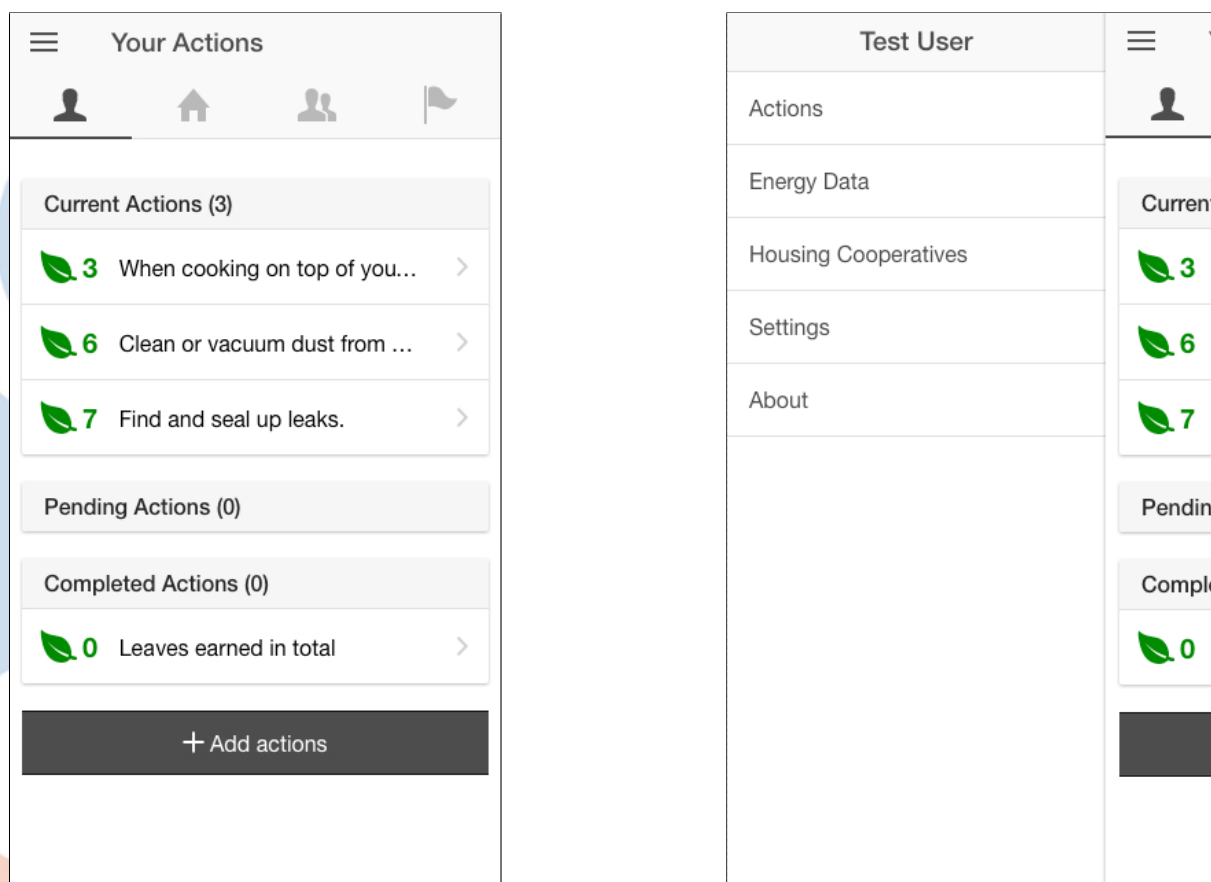 Your Actions
Current Actions (3)
3 When cooking on top of you...
6 Clean or vacuum dust from ...
7 Find and seal up leaks.
Pending Actions (0)
Completed Actions (0)
0 Leaves earned in total
+ Add actions
Test User
Actions
Energy Data
Housing Cooperatives
Settings
About
Curren
3
6
7
Pendin
Comple
0